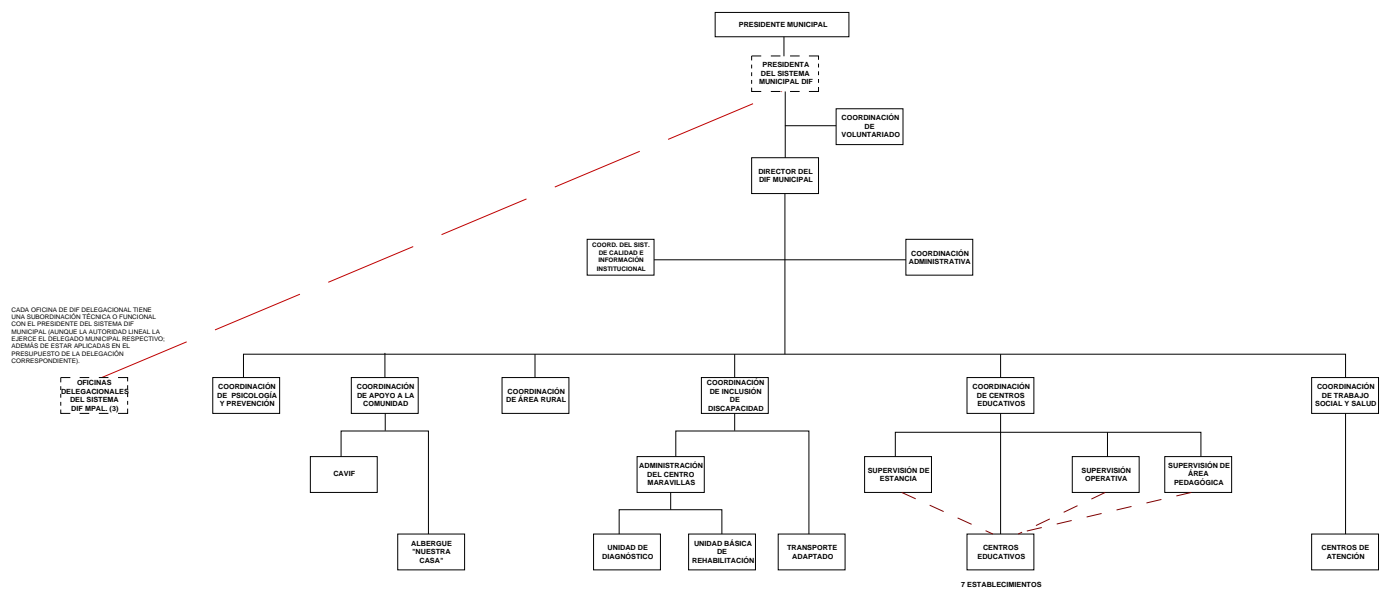 PRESIDENTE MUNICIPAL
PRESIDENTA
DEL SISTEMA
MUNICIPAL DIF
COORDINACIÓN
DE
VOLUNTARIADO
DIRECTOR DEL
DIF MUNICIPAL
COORD. DEL SIST.
DE CALIDAD E
INFORMACIÓN
INSTITUCIONAL
COORDINACIÓN
ADMINISTRATIVA
CADA OFICINA DE DIF DELEGACIONAL TIENE
UNA SUBORDINACIÓN TÉCNICA O FUNCIONAL
CON EL PRESIDENTE DEL SISTEMA DIF
MUNICIPAL (AUNQUE LA AUTORIDAD LINEAL LA
EJERCE EL DELEGADO MUNICIPAL RESPECTIVO;
ADEMÁS DE ESTAR APLICADAS EN EL
PRESUPUESTO DE LA DELEGACIÓN
CORRESPONDIENTE).
OFICINAS
DELEGACIONALES
DEL SISTEMA
DIF MPAL. (3)
COORDINACIÓN
DE PSICOLOGÍA
Y PREVENCIÓN
COORDINACIÓN
DE APOYO A LA
COMUNIDAD
COORDINACIÓN
DE ÁREA RURAL
COORDINACIÓN
DE INCLUSIÓN
DE
DISCAPACIDAD
COORDINACIÓN
DE CENTROS
EDUCATIVOS
COORDINACIÓN
DE TRABAJO
SOCIAL Y SALUD
CAVIF
ADMINISTRACIÓN
DEL CENTRO
MARAVILLAS
SUPERVISIÓN DE
ESTANCIA
SUPERVISIÓN
OPERATIVA
SUPERVISIÓN DE
ÁREA
PEDAGÓGICA
ALBERGUE
"NUESTRA
CASA"
UNIDAD DE
DIAGNÓSTICO
UNIDAD BÁSICA
DE
REHABILITACIÓN
TRANSPORTE
ADAPTADO
CENTROS
EDUCATIVOS
CENTROS DE
ATENCIÓN
7 ESTABLECIMIENTOS